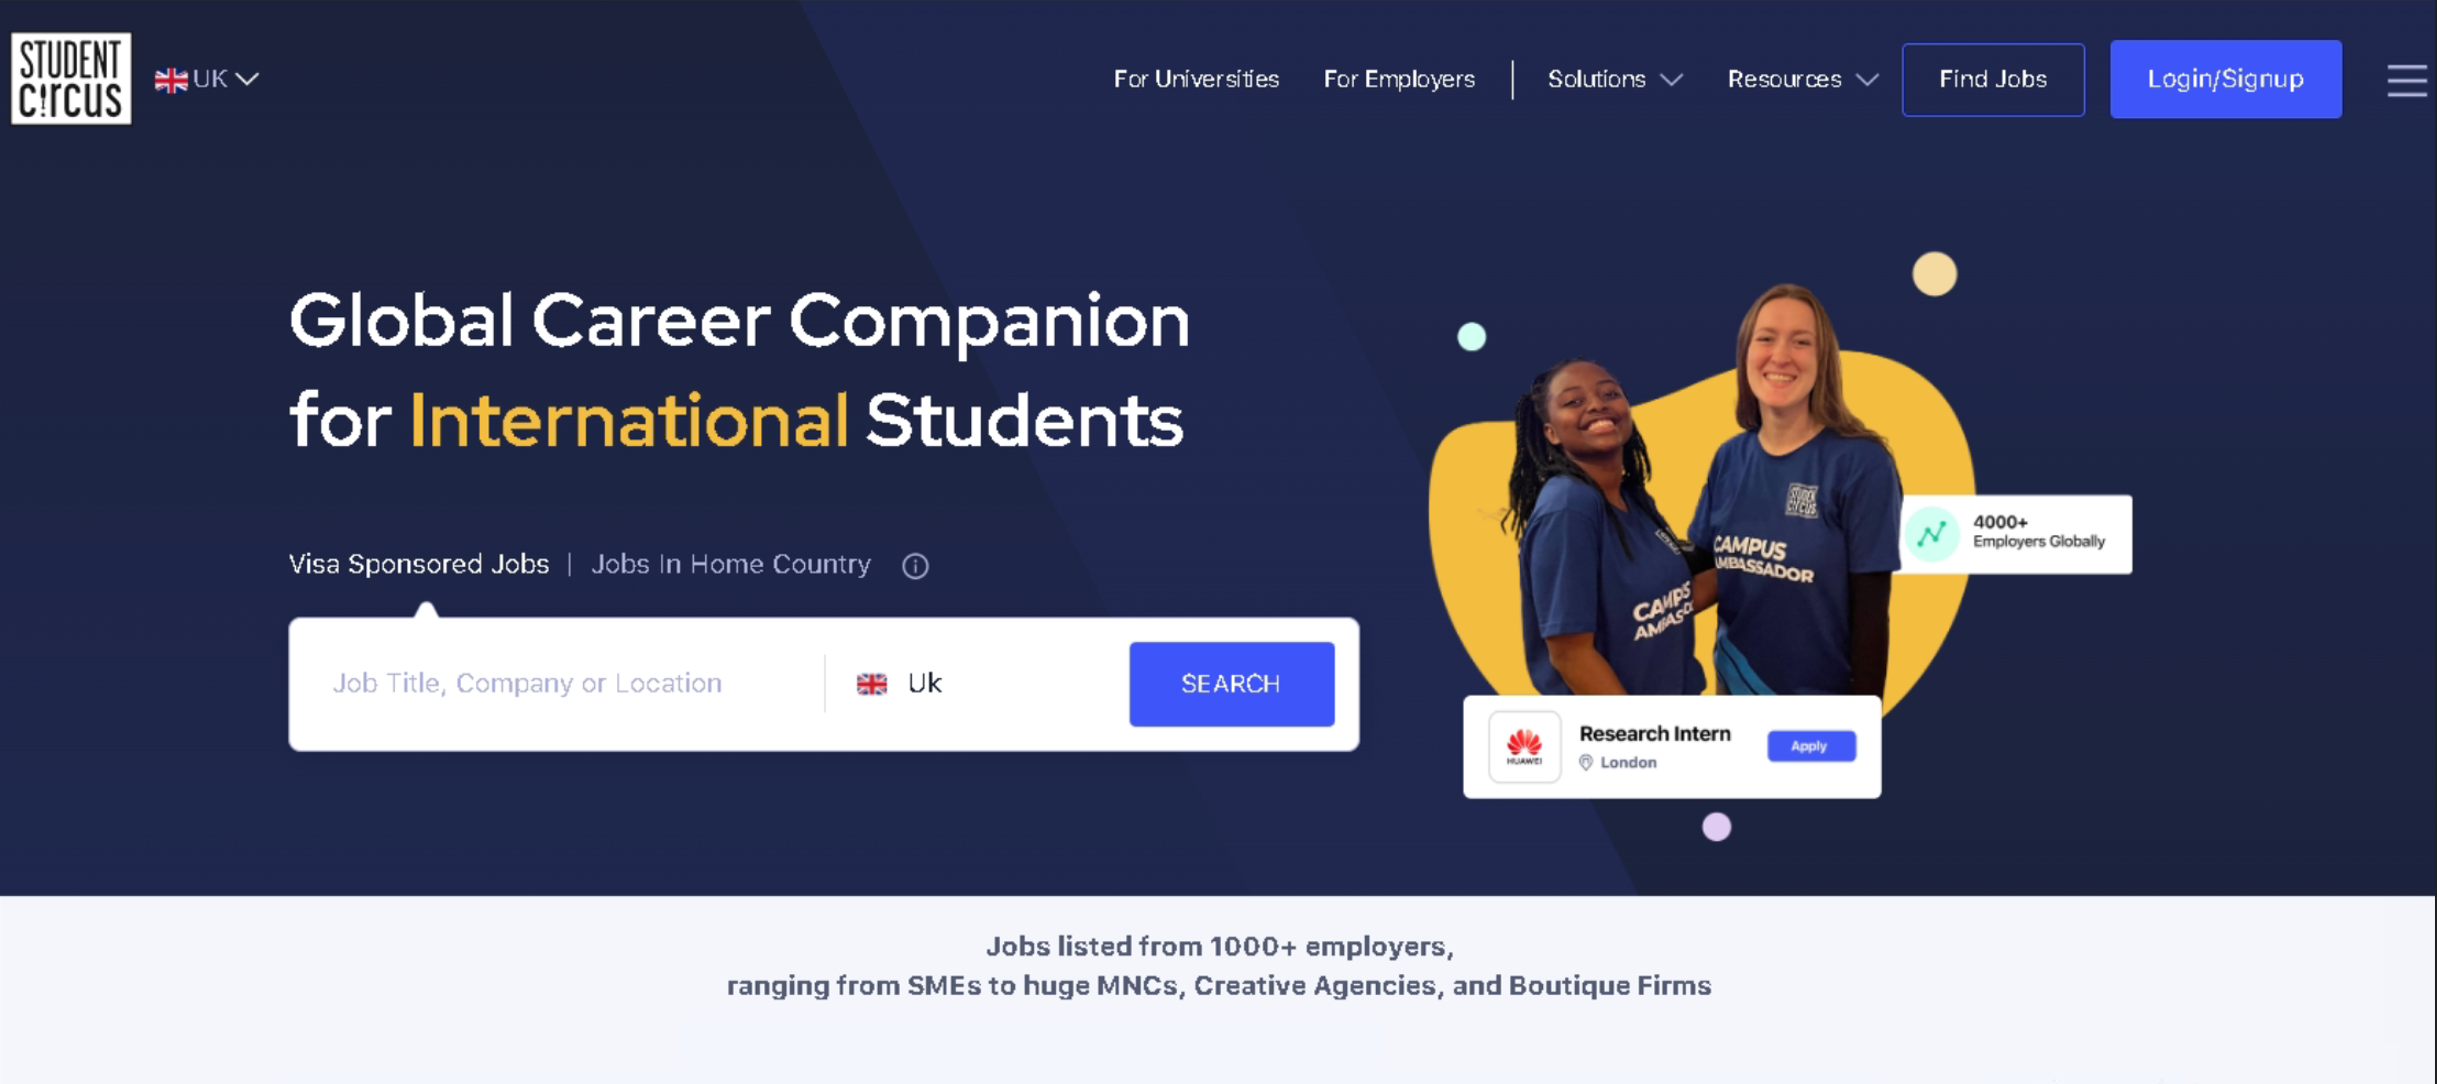 STUDENT
C!RCUS
UK
For Universities
For Employers
Solutions
Resources
Find Jobs
Login/Signup
Global Career Companion
for International Students
Visa Sponsored Jobs | Jobs In Home Country
Job Title, Company or Location
Uk
SEARCH
STUDENT
CIRCUS
CAMPUS
AMBASSADOR
CAMPUS
AMBASSADOR
4000+
Employers Globally
HUAWEI
Research Intern
London
Apply
Jobs listed from 1000+ employers,
ranging from SMEs to huge MNCs, Creative Agencies, and Boutique Firms